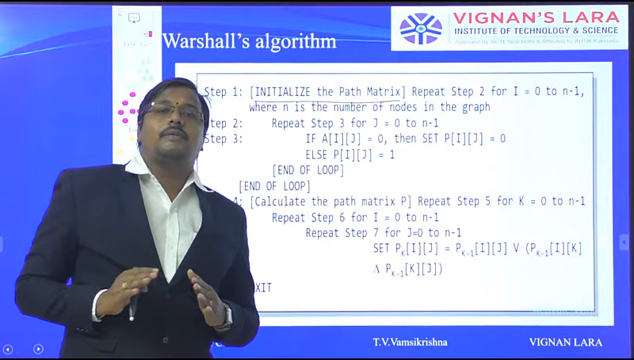 VIGNAN'S LARA
INSTITUTE OF TECHNOLOGY & SCIENCE
Warshall's algorithm
Step 1: [INITIALIZE the Path Matrix] Repeat Step 2 for I = 0 to n-1,
where n is the number of nodes in the graph
Step 2: Repeat Step 3 for J = 0 to n-1
Step 3: IF A[I][J] = 0, then SET P[I][J] = 0
ELSE P[I][J] = 1
[END OF LOOP]
[END OF LOOP]
4: [Calculate the path matrix P] Repeat Step 5 for K = 0 to n-1
Repeat Step 6 for I = 0 to n-1
Repeat Step 7 for J=0 to n-1
SET PK[I][J] = PK-1[I][J] V (PK-1[I][K]
Λ PK-1[K][J])
XIT
T.V.Vamsikrishna
VIGNAN LARA